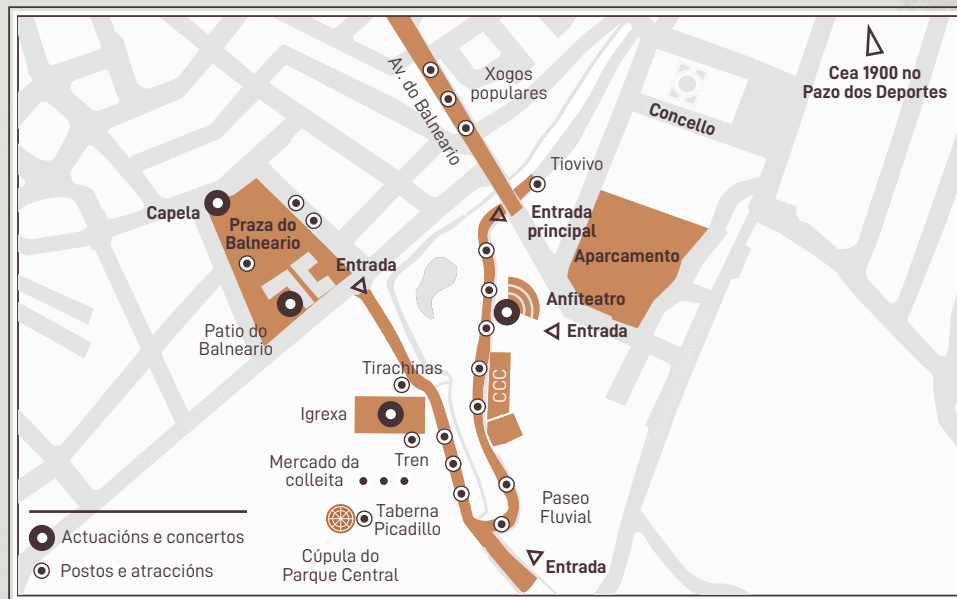 Cea 1900 no
Pazo dos Deportes
Xogos
populares
Av. do Balneario
Concello
Tiovivo
Capela
Praza do
Balneario
Entrada
principal
Aparcamento
Entrada
Anfiteatro
Entrada
Patio do
Balneario
Tirachinas
CCC
Igrexa
Tren
Mercado da
colleita
Taberna
Picadillo
Paseo
Fluvial
Cúpula do
Parque Central
Entrada
Actuacións e concertos
Postos e atraccións